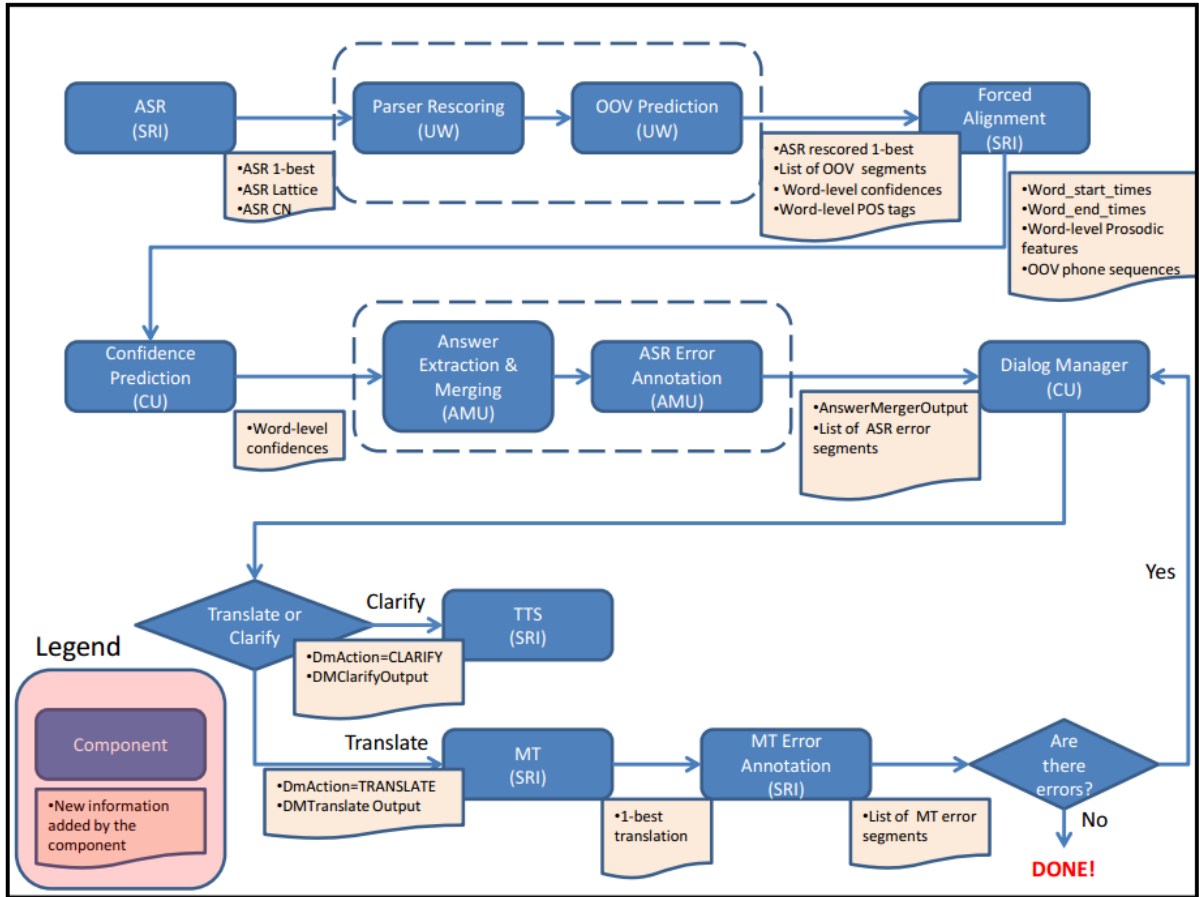 ASR
(SRI)
Parser Rescoring
(UW)
OOV Prediction
(UW)
Forced
Alignment
(SRI)
•ASR 1-best
•ASR Lattice
•ASR CN
•ASR rescored 1-best
•List of OOV segments
• Word-level confidences
•Word-level POS tags
•Word_start_times
•Word_end_times
•Word-level Prosodic
features
•OOV phone sequences
Confidence
Prediction
(CU)
Answer
Extraction &
Merging
(AMU)
ASR Error
Annotation
(AMU)
Dialog Manager
(CU)
•Word-level
confidences
•AnswerMergerOutput
•List of ASR error
segments
Translate or
Clarify
Clarify
TTS
(SRI)
•DmAction=CLARIFY
•DMClarifyOutput
Yes
Legend
Component
•New information
added by the
component
Translate
MT
(SRI)
MT Error
Annotation
(SRI)
Are
there
errors?
•DmAction=TRANSLATE
•DMTranslate Output
•1-best
translation
•List of MT error
segments
No
DONE!